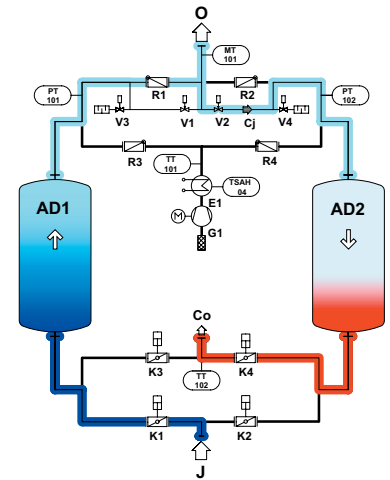 O
MT
101
PT
101
R1
R2
PT
102
V3
V1
V2
Cj
V4
R3
TT
101
R4
TSAH
04
E1
M
G1
AD1
AD2
Co
K3
TT
102
K4
K1
K2
J